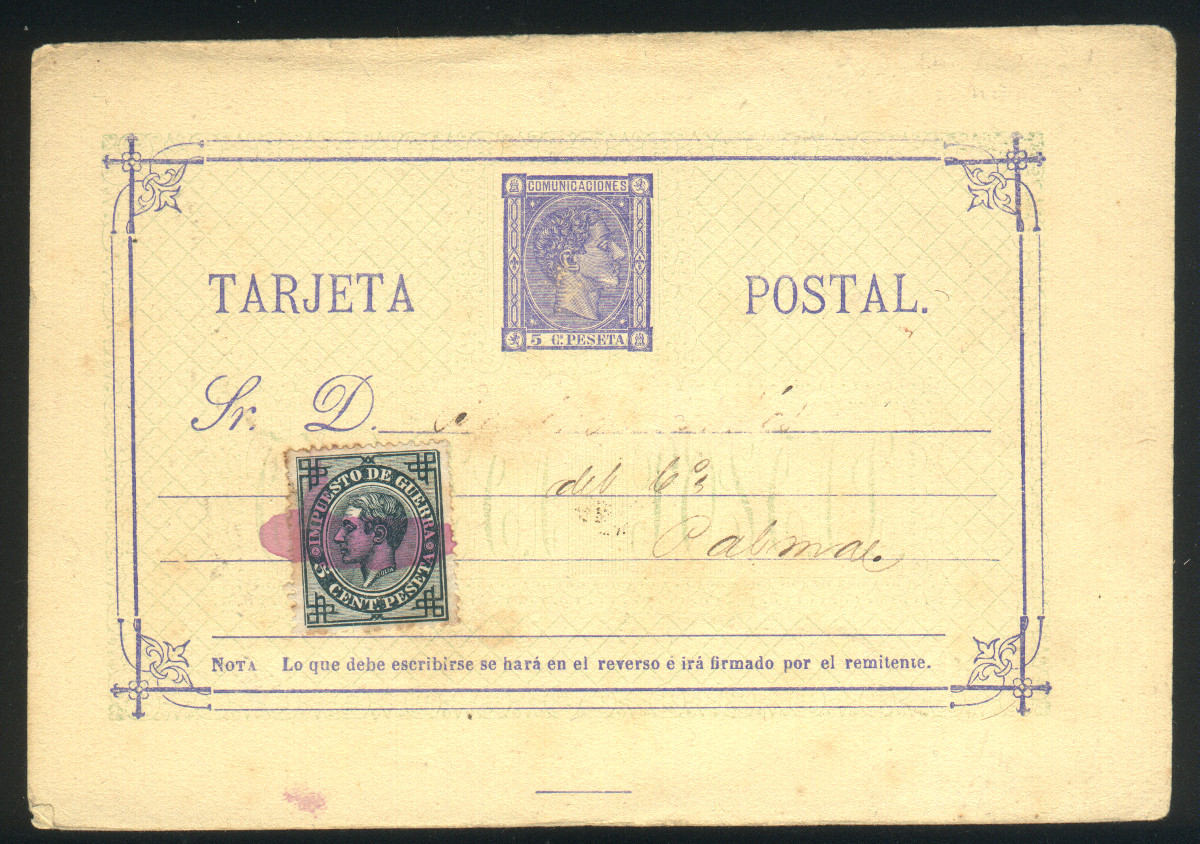 COMUNICACIONES
5 C. PESETA
TARJETA POSTAL.
Sr. D.
IMPUESTO DE GUERRA
5 CENT. PESETA
del
Palma
NOTA Lo que debe escribirse se hará en el reverso é irá firmado por el remitente.